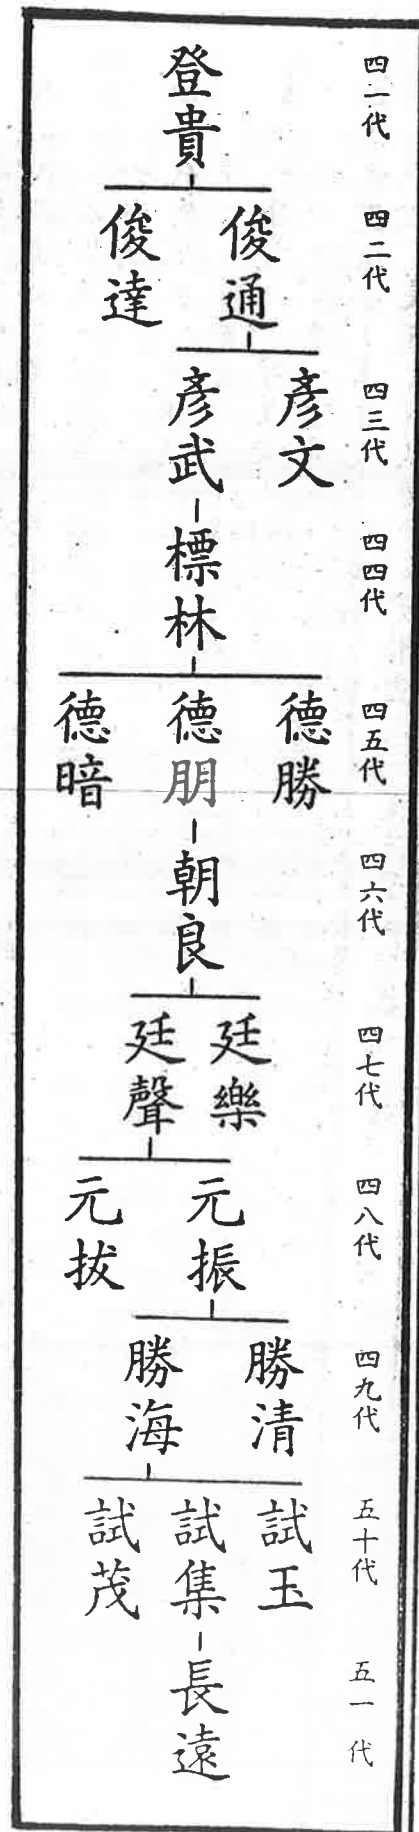 四一代
登貴
四二代
俊通
俊達
四三代
彥文
彥武
四四代
標林
四五代
德勝
德朋
德暗
四六代
朝良
四七代
廷樂
廷聲
四八代
元振
元拔
四九代
勝清
勝海
五十代
試玉
試集
試茂
五一代
長遠